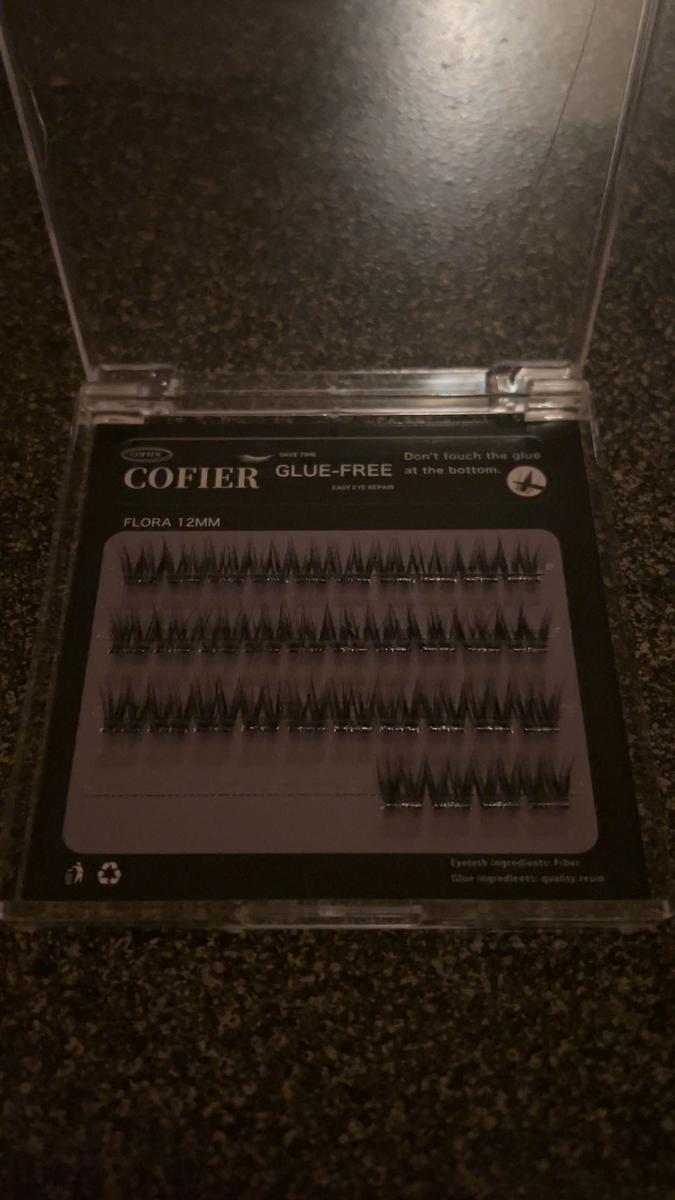 COFIER
COFIER
SAVE TIME
GLUE-FREE
EASY EYE REPAIR
Don't touch the glue
at the bottom.
FLORA 12MM
Eyelash ingredients: Fiber
Glue ingredients: quality resin